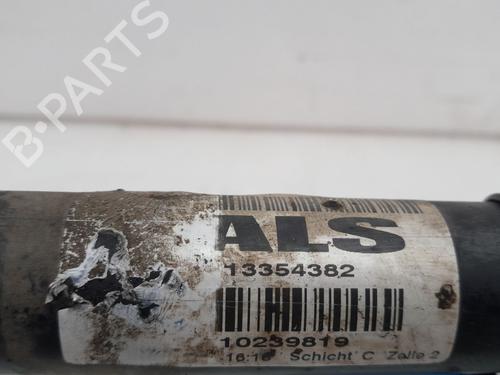 B-PARTS
ALS
13354382
10239819
16:16 Schicht C Zelle 2